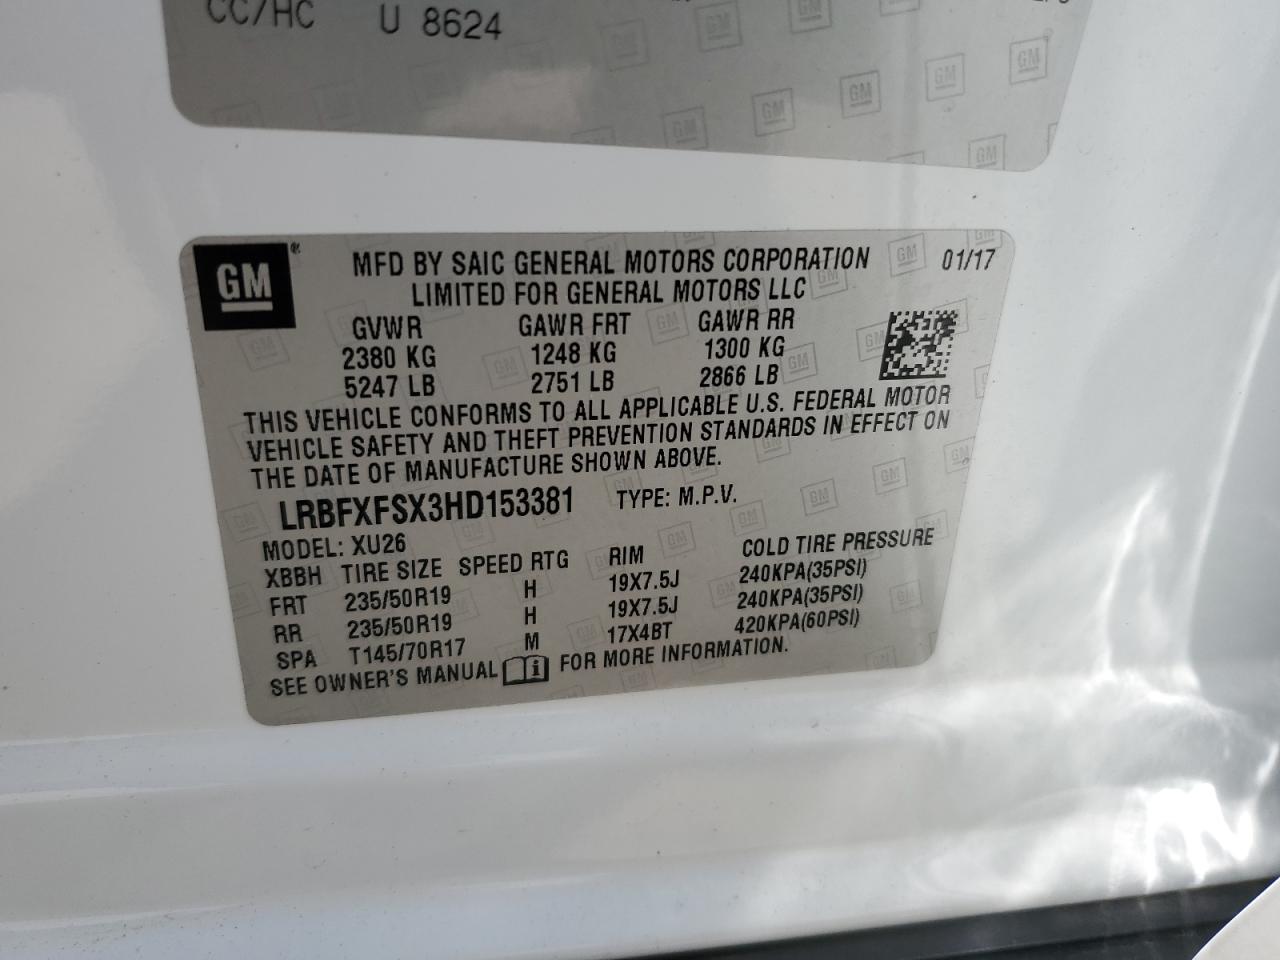 CC/HC U 8624
GM® MFD BY SAIC GENERAL MOTORS CORPORATION 01/17
LIMITED FOR GENERAL MOTORS LLC
GVWR GAWR FRT GAWR RR
2380 KG 1248 KG 1300 KG
5247 LB 2751 LB 2866 LB
THIS VEHICLE CONFORMS TO ALL APPLICABLE U.S. FEDERAL MOTOR
VEHICLE SAFETY AND THEFT PREVENTION STANDARDS IN EFFECT ON
THE DATE OF MANUFACTURE SHOWN ABOVE.
LRBFXFSX3HD153381 TYPE: M.P.V.
MODEL: XU26
XBBH TIRE SIZE SPEED RTG RIM COLD TIRE PRESSURE
FRT 235/50R19 H 19X7.5J 240KPA(35PSI)
RR 235/50R19 H 19X7.5J 240KPA(35PSI)
SPA T145/70R17 M 17X4BT 420KPA(60PSI)
SEE OWNER'S MANUAL i FOR MORE INFORMATION.